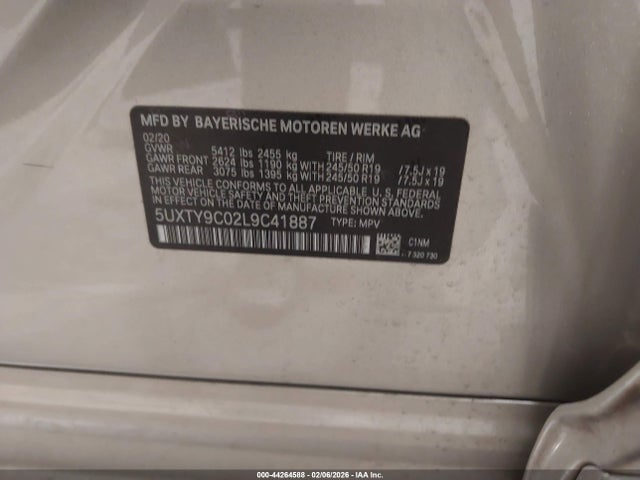 MFD BY BAYERISCHE MOTOREN WERKE AG
02/20
GVWR 5412 lbs 2455 kg TIRE / RIM
GAWR FRONT 2624 lbs 1190 kg WITH 245/50 R19 / 7.5J x 19
GAWR REAR 3075 lbs 1395 kg WITH 245/50 R19 / 7.5J x 19
THIS VEHICLE CONFORMS TO ALL APPLICABLE U.S. FEDERAL
MOTOR VEHICLE SAFETY AND THEFT PREVENTION STANDARDS
IN EFFECT ON THE DATE OF MANUFACTURE SHOWN ABOVE.
5UXTY9C02L9C41887 TYPE: MPV
C1NM
7 320 730
000-44264588 | 02/06/2026 | IAA Inc.